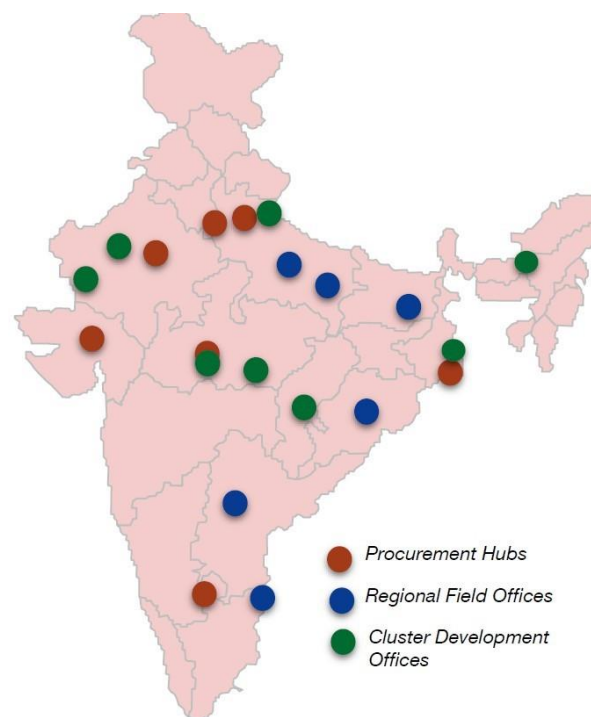 Procurement Hubs
Regional Field Offices
Cluster Development
Offices